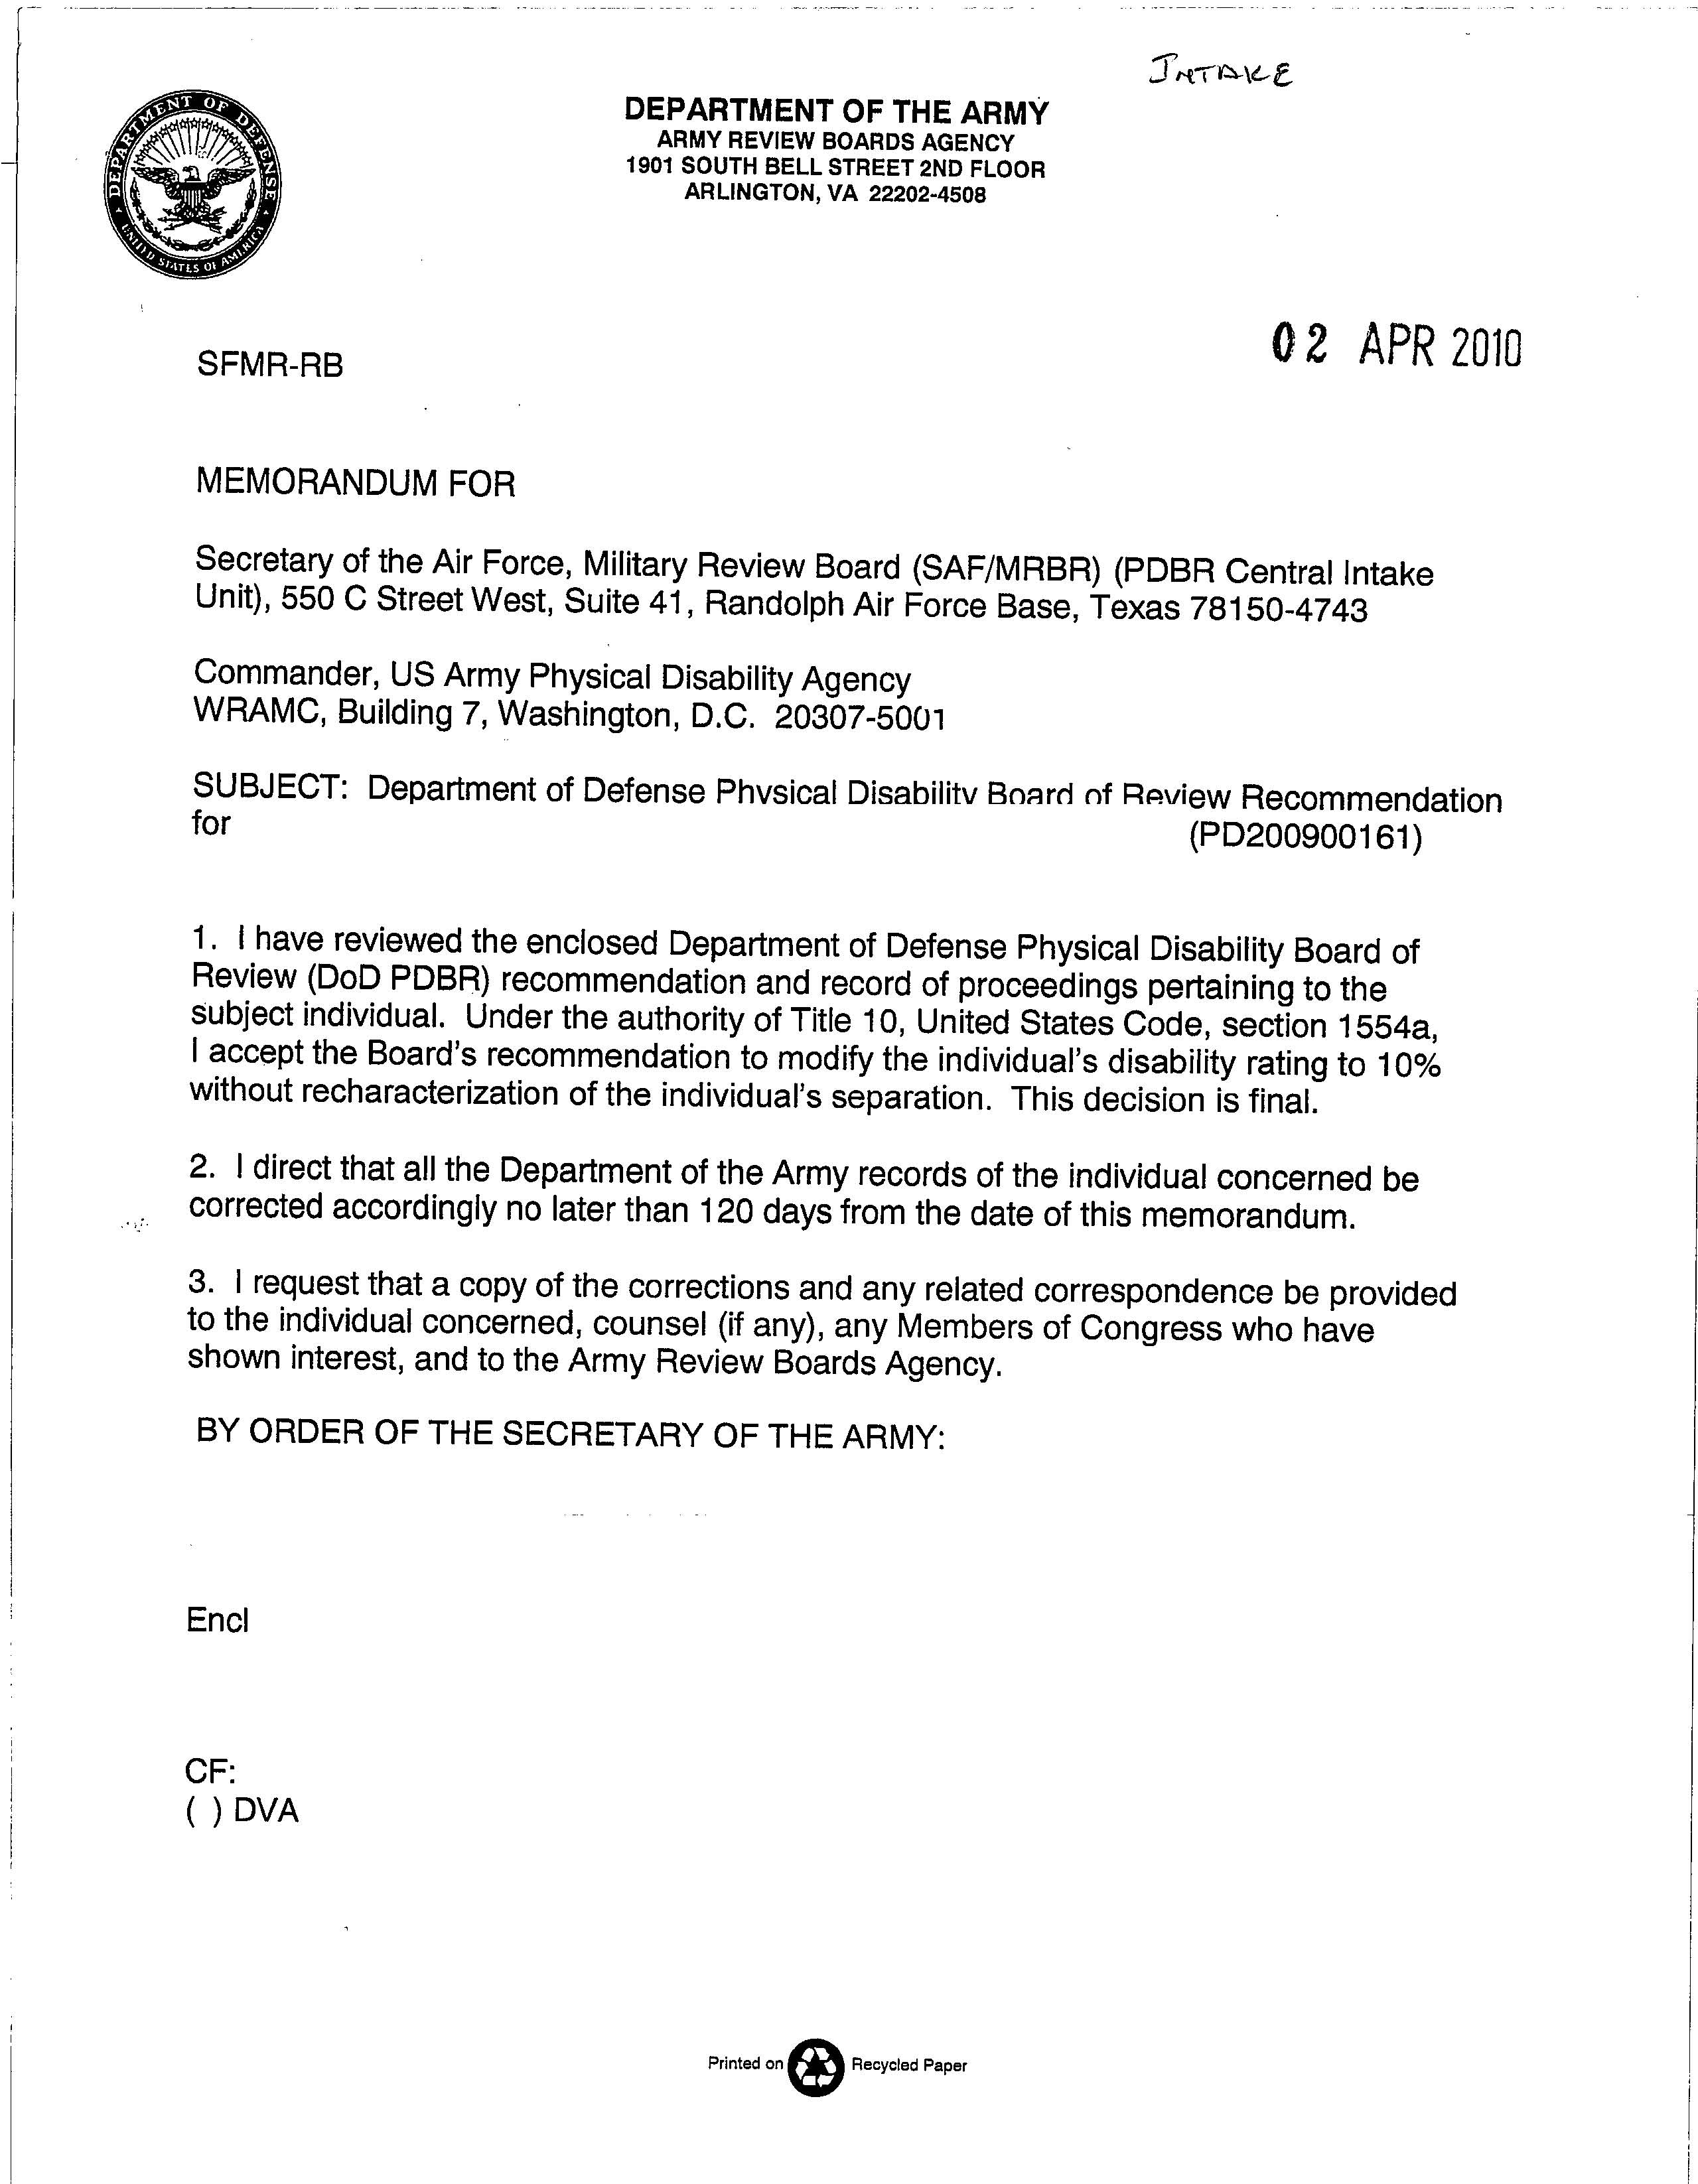 INTAKE
DEPARTMENT OF DEFENSE
UNITED STATES OF AMERICA
DEPARTMENT OF THE ARMY
ARMY REVIEW BOARDS AGENCY
1901 SOUTH BELL STREET 2ND FLOOR
ARLINGTON, VA 22202-4508
02 APR 2010
SFMR-RB
MEMORANDUM FOR
Secretary of the Air Force, Military Review Board (SAF/MRBR) (PDBR Central Intake
Unit), 550 C Street West, Suite 41, Randolph Air Force Base, Texas 78150-4743
Commander, US Army Physical Disability Agency
WRAMC, Building 7, Washington, D.C. 20307-5001
SUBJECT: Department of Defense Physical Disability Board of Review Recommendation
for (PD200900161)
1. I have reviewed the enclosed Department of Defense Physical Disability Board of
Review (DoD PDBR) recommendation and record of proceedings pertaining to the
subject individual. Under the authority of Title 10, United States Code, section 1554a,
I accept the Board's recommendation to modify the individual's disability rating to 10%
without recharacterization of the individual's separation. This decision is final.
2. I direct that all the Department of the Army records of the individual concerned be
corrected accordingly no later than 120 days from the date of this memorandum.
3. I request that a copy of the corrections and any related correspondence be provided
to the individual concerned, counsel (if any), any Members of Congress who have
shown interest, and to the Army Review Boards Agency.
BY ORDER OF THE SECRETARY OF THE ARMY:
Encl
CF:
( ) DVA
Printed on Recycled Paper